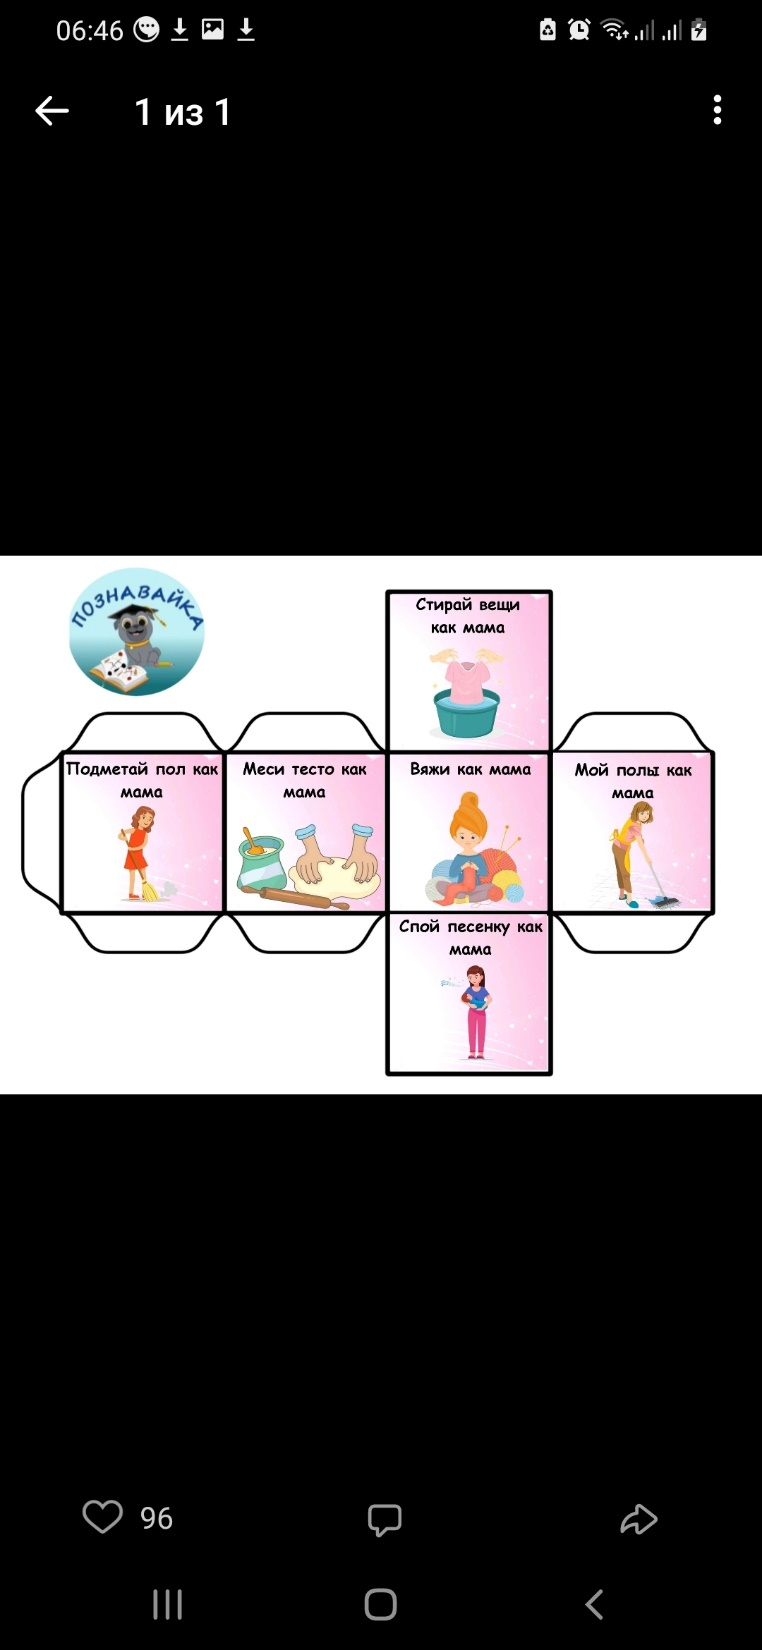 06:46
1 из 1
ПОЗНАВАЙКА
Стирай вещи
как мама
Подметай пол как
мама
Меси тесто как
мама
Вяжи как мама
Мой полы как
мама
Спой песенку как
мама
96